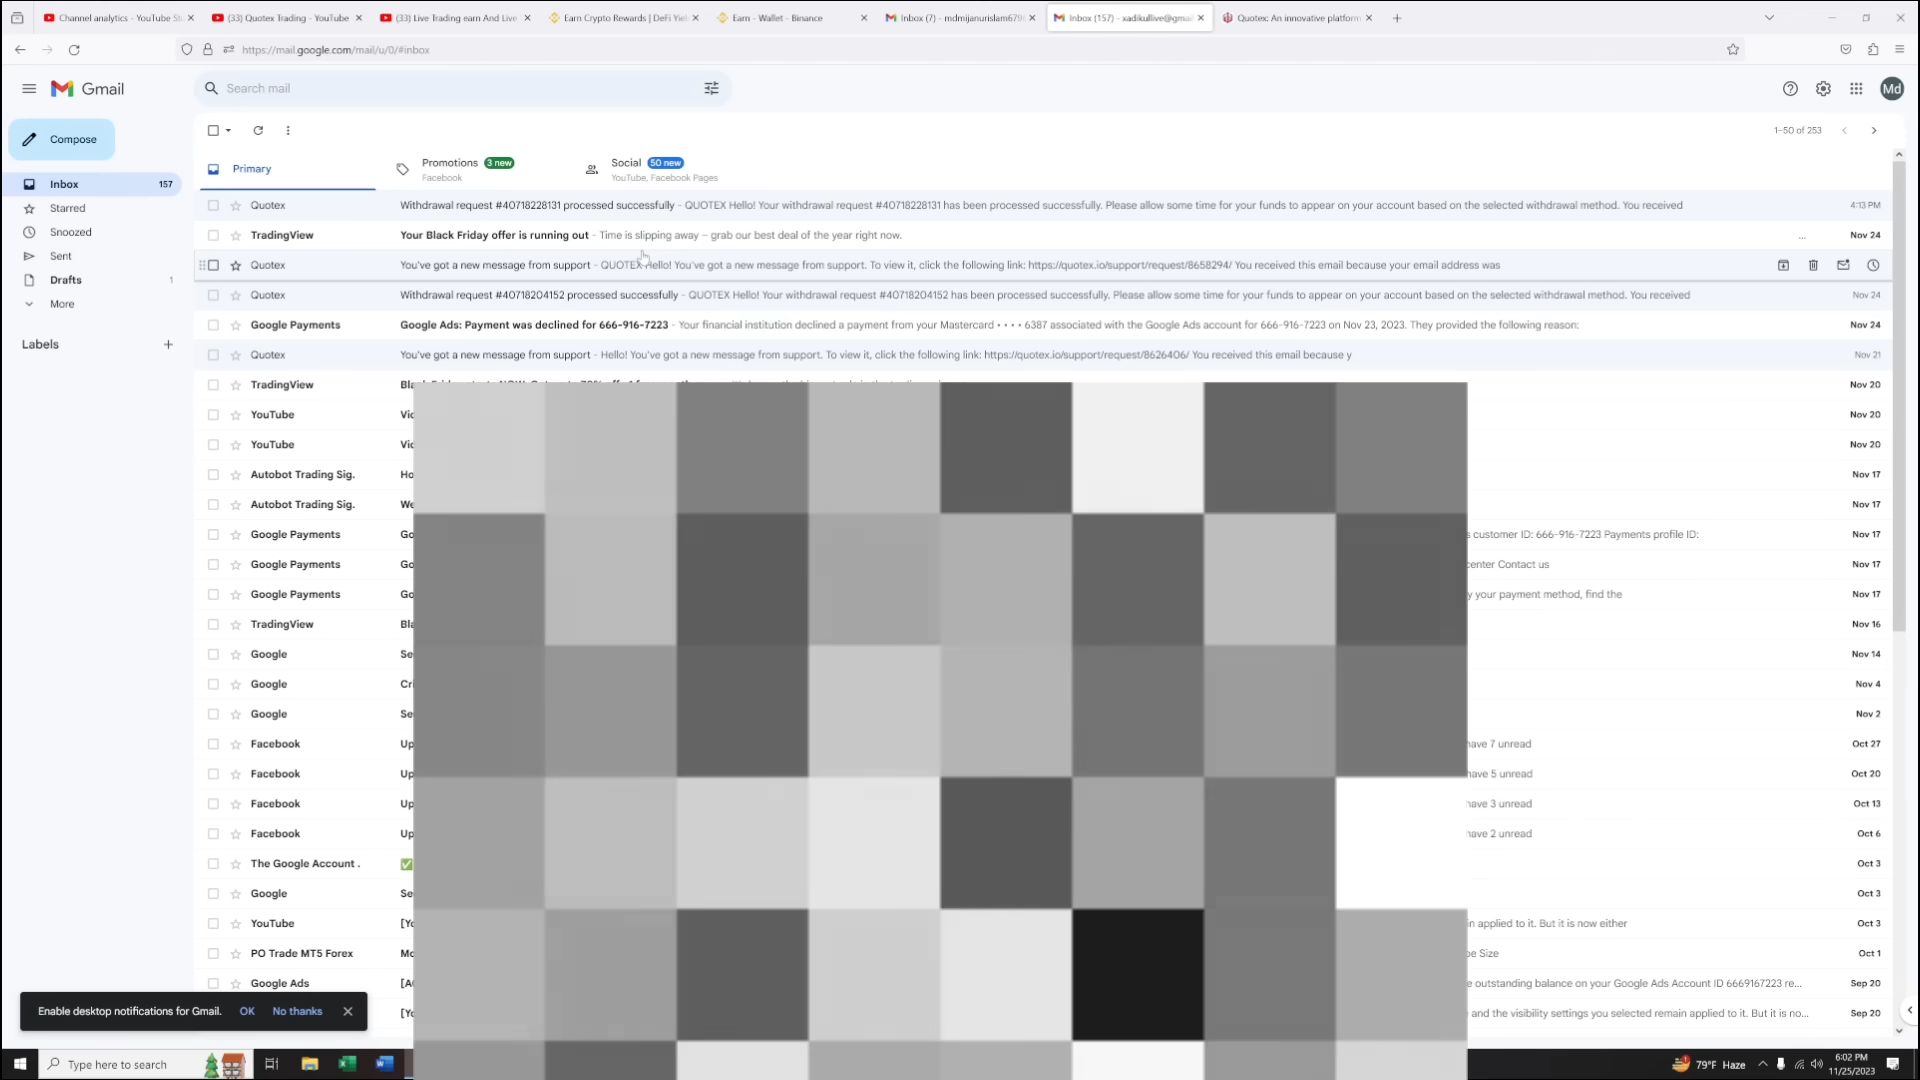 Channel analytics - YouTube St
(33) Quotex Trading - YouTube
(33) Live Trading earn And Live
Earn Crypto Rewards | DeFi Yiel
Earn - Wallet - Binance
Inbox (7) - mdmijanurislam679
Inbox (157) - xadikullive@gmai
Quotex: An innovative platform
https://mail.google.com/mail/u/0/#inbox
Gmail
Search mail
Md
Compose
1–50 of 253
Primary
Promotions 3 new
Facebook
Social 50 new
YouTube, Facebook Pages
Inbox 157
Starred
Snoozed
Sent
Drafts 1
More
Labels
Quotex Withdrawal request #40718228131 processed successfully - QUOTEX Hello! Your withdrawal request #40718228131 has been processed successfully. Please allow some time for your funds to appear on your account based on the selected withdrawal method. You received 4:13 PM
TradingView Your Black Friday offer is running out - Time is slipping away – grab our best deal of the year right now. ... Nov 24
Quotex You've got a new message from support - QUOTEX Hello! You've got a new message from support. To view it, click the following link: https://quotex.io/support/request/8658294/ You received this email because your email address was
Quotex Withdrawal request #40718204152 processed successfully - QUOTEX Hello! Your withdrawal request #40718204152 has been processed successfully. Please allow some time for your funds to appear on your account based on the selected withdrawal method. You received Nov 24
Google Payments Google Ads: Payment was declined for 666-916-7223 - Your financial institution declined a payment from your Mastercard •••• 6387 associated with the Google Ads account for 666-916-7223 on Nov 23, 2023. They provided the following reason: Nov 24
Quotex You've got a new message from support - Hello! You've got a new message from support. To view it, click the following link: https://quotex.io/support/request/8626406/ You received this email because y Nov 21
TradingView Nov 20
YouTube Vic Nov 20
YouTube Vic Nov 20
Autobot Trading Sig. Ho Nov 17
Autobot Trading Sig. We Nov 17
Google Payments Go customer ID: 666-916-7223 Payments profile ID: Nov 17
Google Payments Go center Contact us Nov 17
Google Payments Go y your payment method, find the Nov 17
TradingView Bla Nov 16
Google Se Nov 14
Google Cri Nov 4
Google Se Nov 2
Facebook Up have 7 unread Oct 27
Facebook Up have 5 unread Oct 20
Facebook Up have 3 unread Oct 13
Facebook Up have 2 unread Oct 6
The Google Account . Oct 3
Google Se Oct 3
YouTube [Yo n applied to it. But it is now either Oct 3
PO Trade MT5 Forex Mo be Size Oct 1
Google Ads [A e outstanding balance on your Google Ads Account ID 6669167223 re... Sep 20
[Yo and the visibility settings you selected remain applied to it. But it is no... Sep 20
Enable desktop notifications for Gmail. OK No thanks
Type here to search
79°F Haze
6:02 PM
11/25/2023